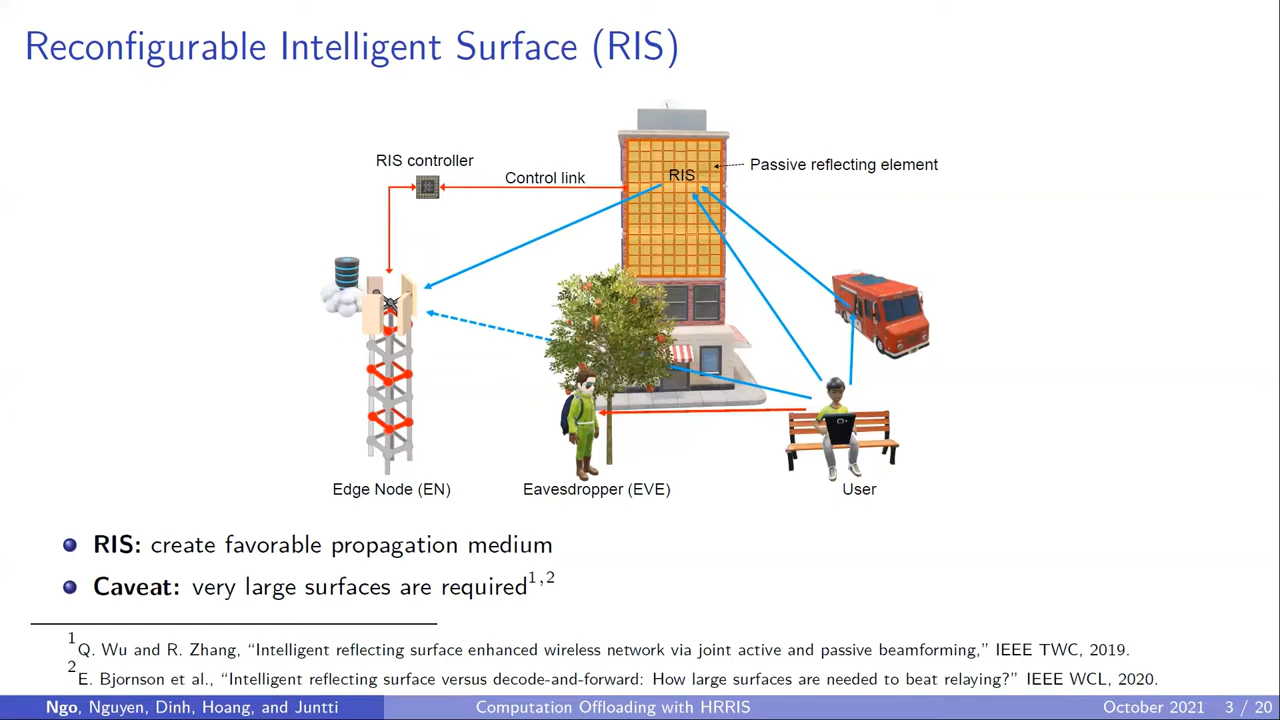 Reconfigurable Intelligent Surface (RIS)
RIS controller
Control link
RIS
Passive reflecting element
Edge Node (EN)
Eavesdropper (EVE)
User
RIS: create favorable propagation medium
Caveat: very large surfaces are required1,2
1Q. Wu and R. Zhang, “Intelligent reflecting surface enhanced wireless network via joint active and passive beamforming,” IEEE TWC, 2019.
2E. Bjornson et al., “Intelligent reflecting surface versus decode-and-forward: How large surfaces are needed to beat relaying?” IEEE WCL, 2020.
Ngo, Nguyen, Dinh, Hoang, and Juntti Computation Offloading with HRRIS October 2021 3 / 20